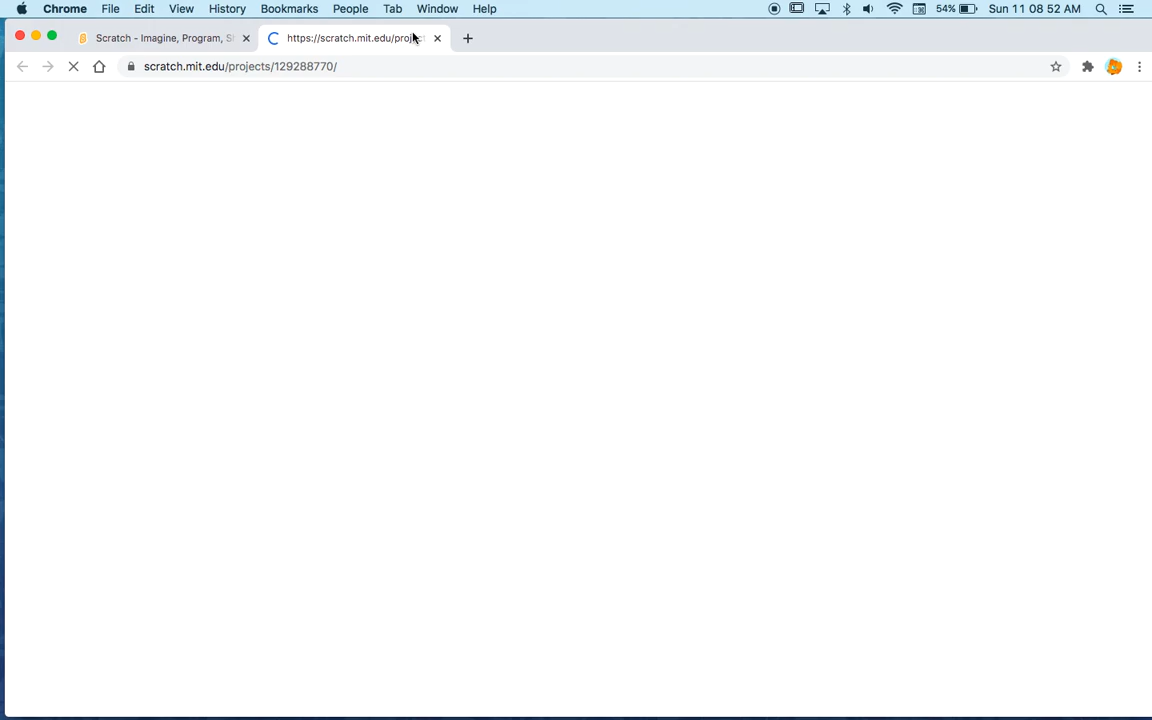 Chrome File Edit View History Bookmarks People Tab Window Help 54% Sun 11 08 52 AM
Scratch - Imagine, Program, S https://scratch.mit.edu/proj
scratch.mit.edu/projects/129288770/